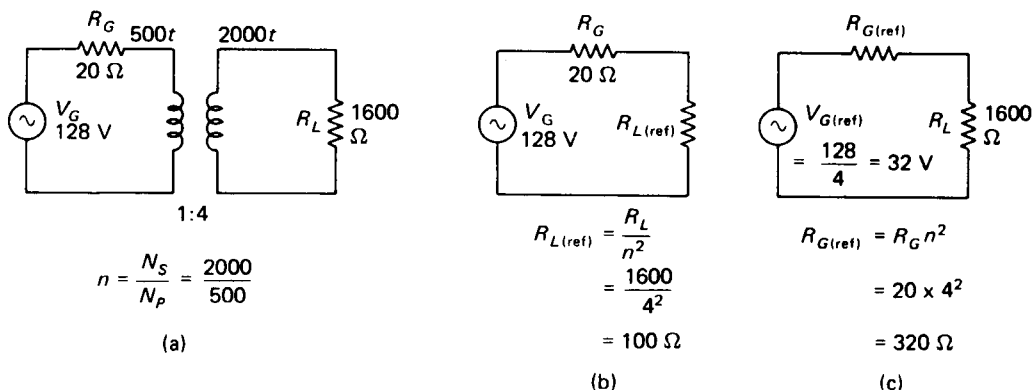 R_G
500t
2000t
20 Ω
V_G
128 V
R_L
1600
Ω
1:4
n = N_S/N_P = 2000/500
(a)
R_G
20 Ω
V_G
128 V
R_L(ref)
R_L(ref) = R_L/n²
= 1600/4²
= 100 Ω
(b)
R_G(ref)
V_G(ref)
= 128/4 = 32 V
R_L
1600
Ω
R_G(ref) = R_G n²
= 20 x 4²
= 320 Ω
(c)